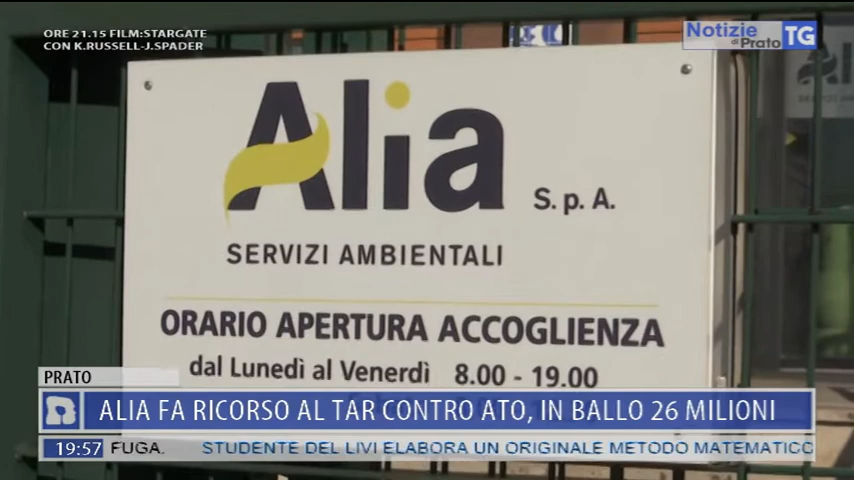 ORE 21.15 FILM:STARGATE
CON K.RUSSELL-J.SPADER
Notizie
di Prato
TG
Alia
S.p.A.
SERVIZI AMBIENTALI
ORARIO APERTURA ACCOGLIENZA
dal Lunedì al Venerdì 8.00 - 19.00
PRATO
ALIA FA RICORSO AL TAR CONTRO ATO, IN BALLO 26 MILIONI
19:57 FUGA. STUDENTE DEL LIVI ELABORA UN ORIGINALE METODO MATEMATICO